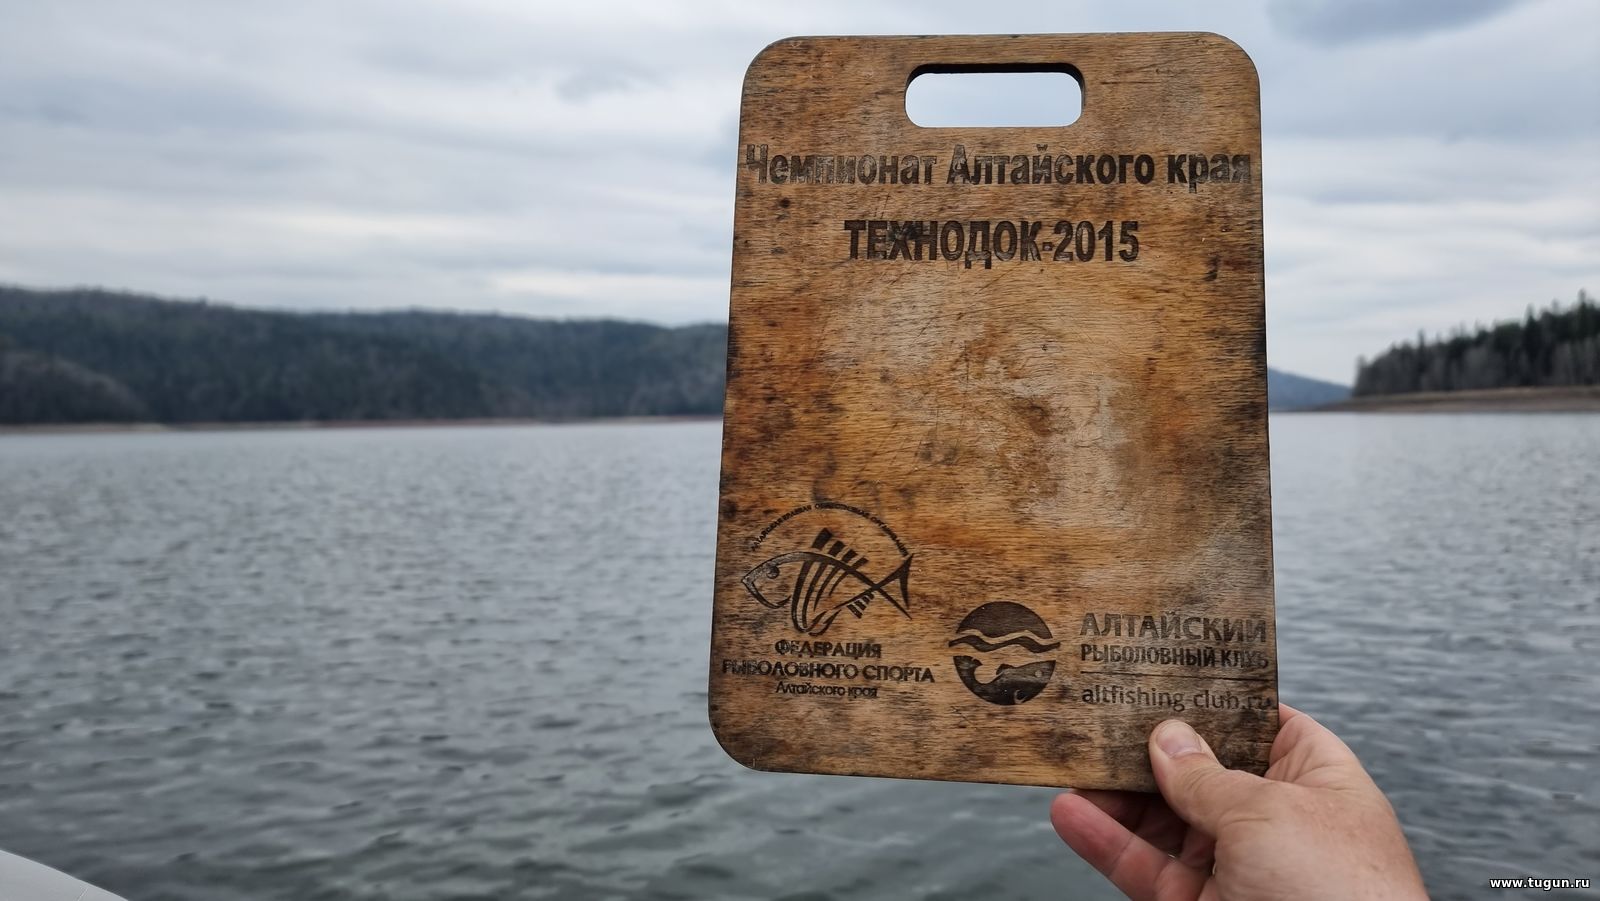 Чемпионат Алтайского края
ТЕХНОДОК-2015
ФЕДЕРАЦИЯ
РЫБОЛОВНОГО СПОРТА
Алтайского края
АЛТАЙСКИЙ
РЫБОЛОВНЫЙ КЛУБ
altfishing-club.ru
www.tugun.ru